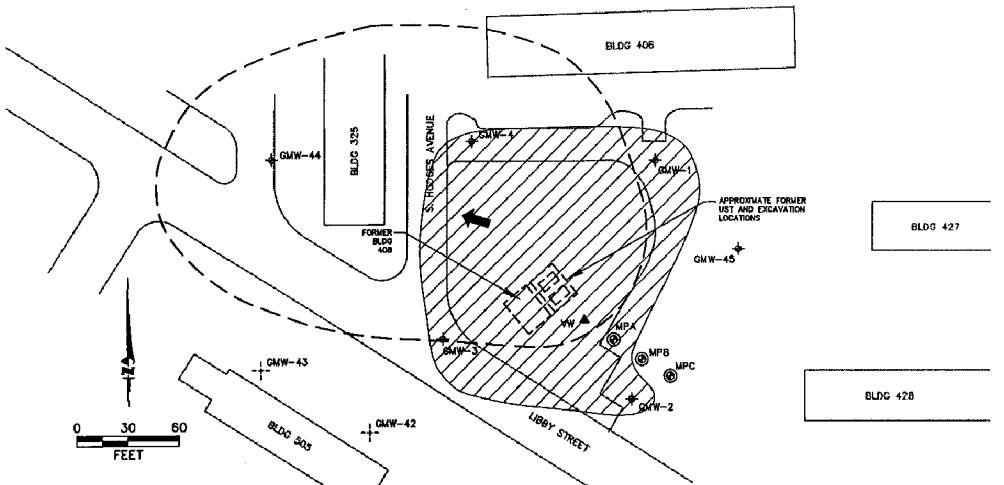 BLDG 406
BLDG 325
S. HODGES AVENUE
GMW-4
GMW-44
GMW-1
APPROXIMATE FORMER
UST AND EXCAVATION
LOCATIONS
BLDG 427
FORMER
BLDG
408
GMW-45
VW
MPA
GMW-3
MPB
GMW-43
MPC
N
BLDG 428
GMW-2
BLDG 503
LIBBY STREET
GMW-42
0 30 60
FEET